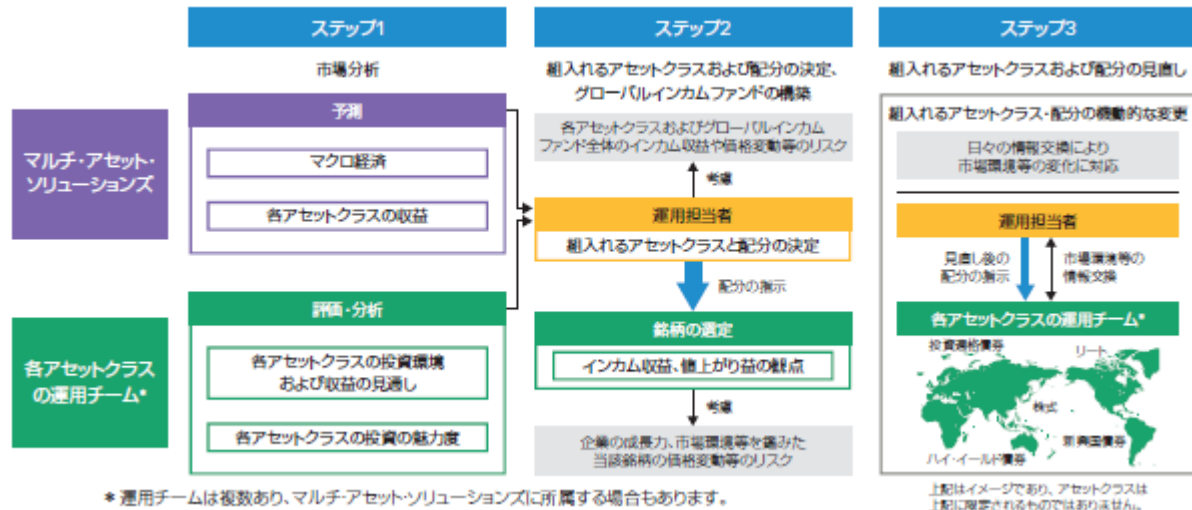 ステップ1
市場分析
マルチ・アセット・
ソリューションズ
予測
マクロ経済
各アセットクラスの収益
各アセットクラス
の運用チーム*
評価・分析
各アセットクラスの投資環境
および収益の見通し
各アセットクラスの投資の魅力度
ステップ2
組入れるアセットクラスおよび配分の決定、
グローバルインカムファンドの構築
各アセットクラスおよびグローバルインカム
ファンド全体のインカム収益や価格変動等のリスク
考慮
運用担当者
組入れるアセットクラスと配分の決定
配分の指示
銘柄の選定
インカム収益、値上がり益の観点
考慮
企業の成長力、市場環境等を鑑みた
当該銘柄の価格変動等のリスク
ステップ3
組入れるアセットクラスおよび配分の見直し
組入れるアセットクラス・配分の機動的な変更
日々の情報交換により
市場環境等の変化に対応
運用担当者
見直し後の
配分の指示
市場環境等の
情報交換
各アセットクラスの運用チーム*
投資適格債券
リート
株式
新興国債券
ハイ・イールド債券
上記はイメージであり、アセットクラスは
上記に限定されるものではありません。
* 運用チームは複数あり、マルチ・アセット・ソリューションズに所属する場合もあります。